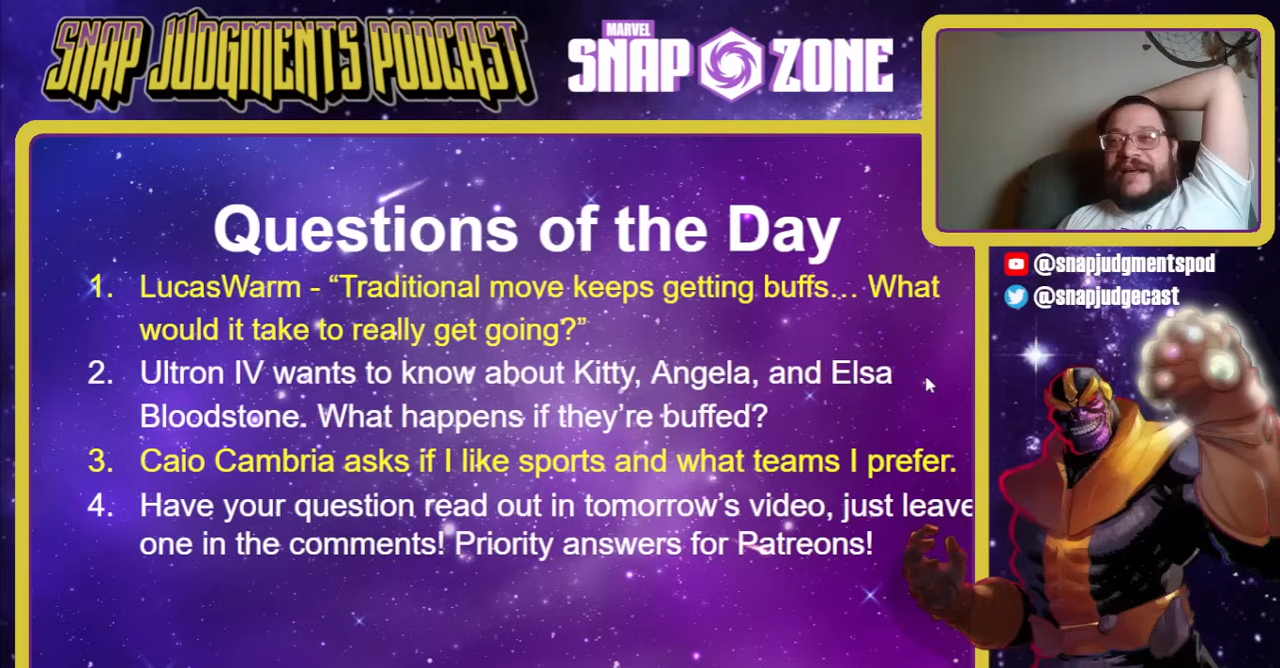 SNAP JUDGMENTS PODCAST
MARVEL
SNAP ZONE
@snapjudgmentspod
@snapjudgecast
Questions of the Day
1. LucasWarm - “Traditional move keeps getting buffs... What
would it take to really get going?”
2. Ultron IV wants to know about Kitty, Angela, and Elsa
Bloodstone. What happens if they’re buffed?
3. Caio Cambria asks if I like sports and what teams I prefer.
4. Have your question read out in tomorrow’s video, just leave
one in the comments! Priority answers for Patreons!